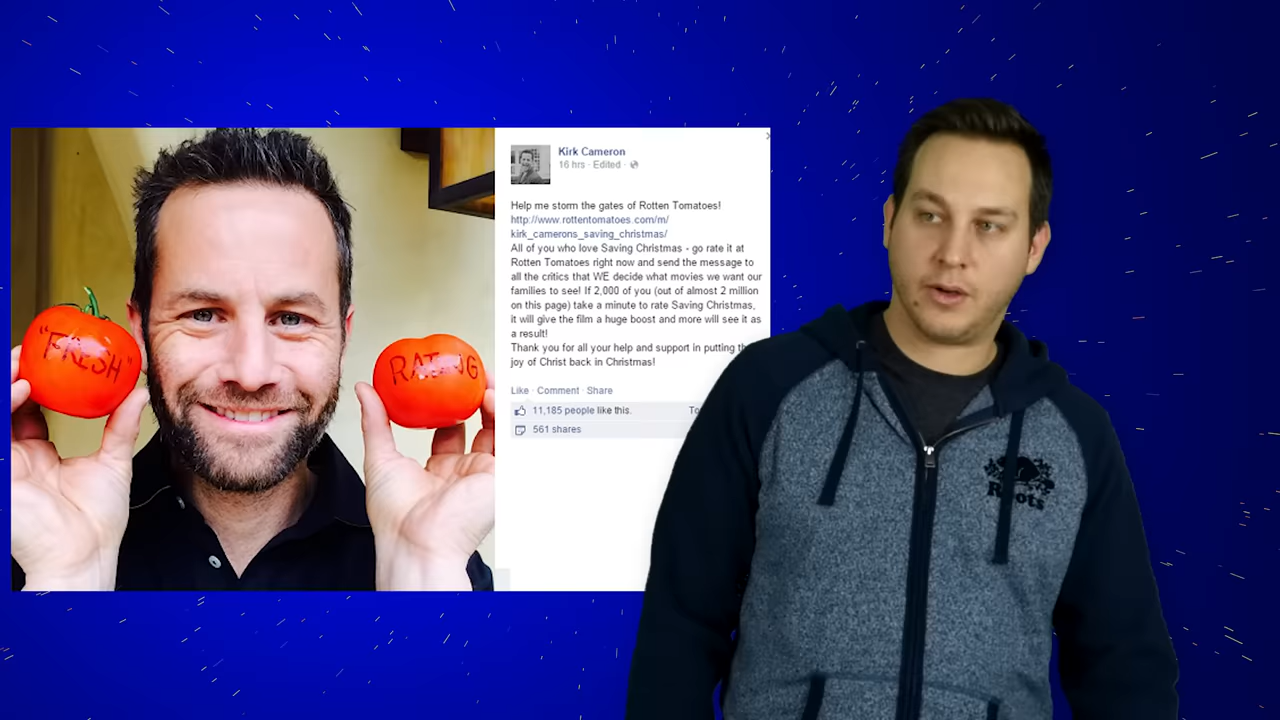 "FRESH"
RATING
Kirk Cameron
16 hrs · Edited ·
Help me storm the gates of Rotten Tomatoes!
http://www.rottentomatoes.com/m/
kirk_camerons_saving_christmas/
All of you who love Saving Christmas - go rate it at
Rotten Tomatoes right now and send the message to
all the critics that WE decide what movies we want our
families to see! If 2,000 of you (out of almost 2 million
on this page) take a minute to rate Saving Christmas,
it will give the film a huge boost and more will see it as
a result!
Thank you for all your help and support in putting the
joy of Christ back in Christmas!
Like · Comment · Share
11,185 people like this.
561 shares
Roots